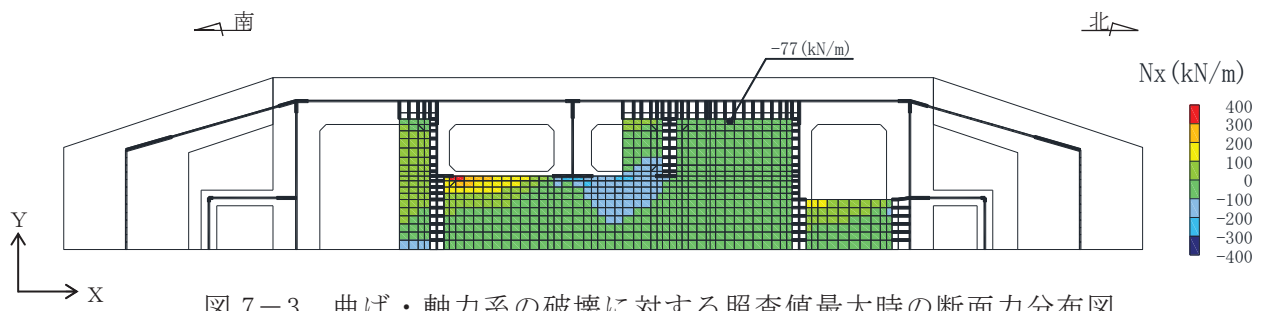 南
北
-77(kN/m)
Nx(kN/m)
400
300
200
100
0
-100
-200
-300
-400
Y
X
図 7－3 曲げ・軸力系の破壊に対する照査値最大時の断面力分布図